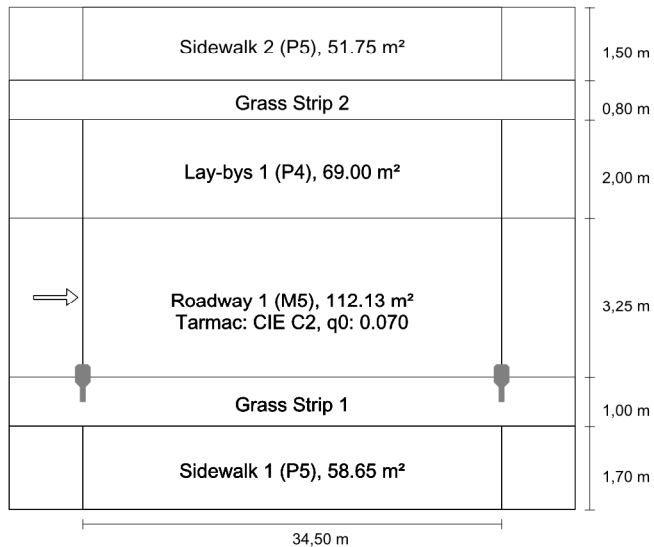 Sidewalk 2 (P5), 51.75 m²
1,50 m
Grass Strip 2
0,80 m
Lay-bys 1 (P4), 69.00 m²
2,00 m
Roadway 1 (M5), 112.13 m²
Tarmac: CIE C2, q0: 0.070
3,25 m
Grass Strip 1
1,00 m
Sidewalk 1 (P5), 58.65 m²
1,70 m
34,50 m